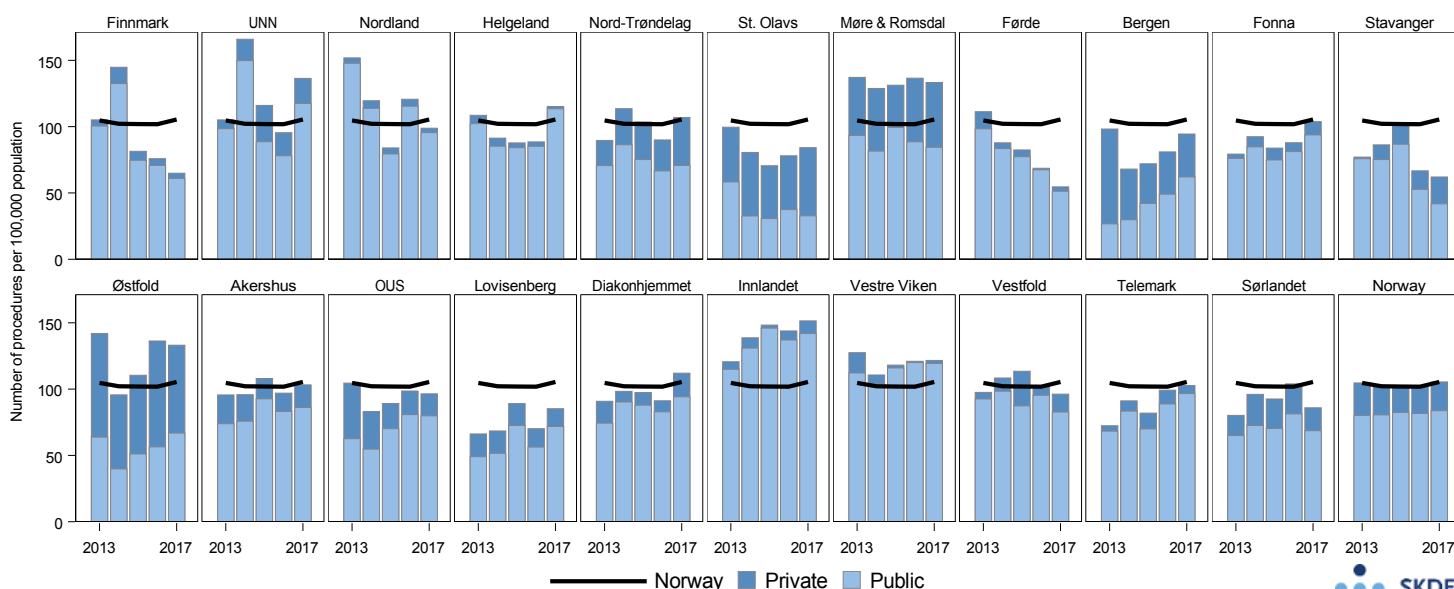 Finnmark UNN Nordland Helgeland Nord-Trøndelag St. Olavs Møre & Romsdal Førde Bergen Fonna Stavanger
Number of procedures per 100,000 population
150
100
50
0
Østfold Akershus OUS Lovisenberg Diakonhjemmet Innlandet Vestre Viken Vestfold Telemark Sørlandet Norway
150
100
50
0
2013 2017 2013 2017 2013 2017 2013 2017 2013 2017 2013 2017 2013 2017 2013 2017 2013 2017 2013 2017 2013 2017
Norway Private Public
SKDE